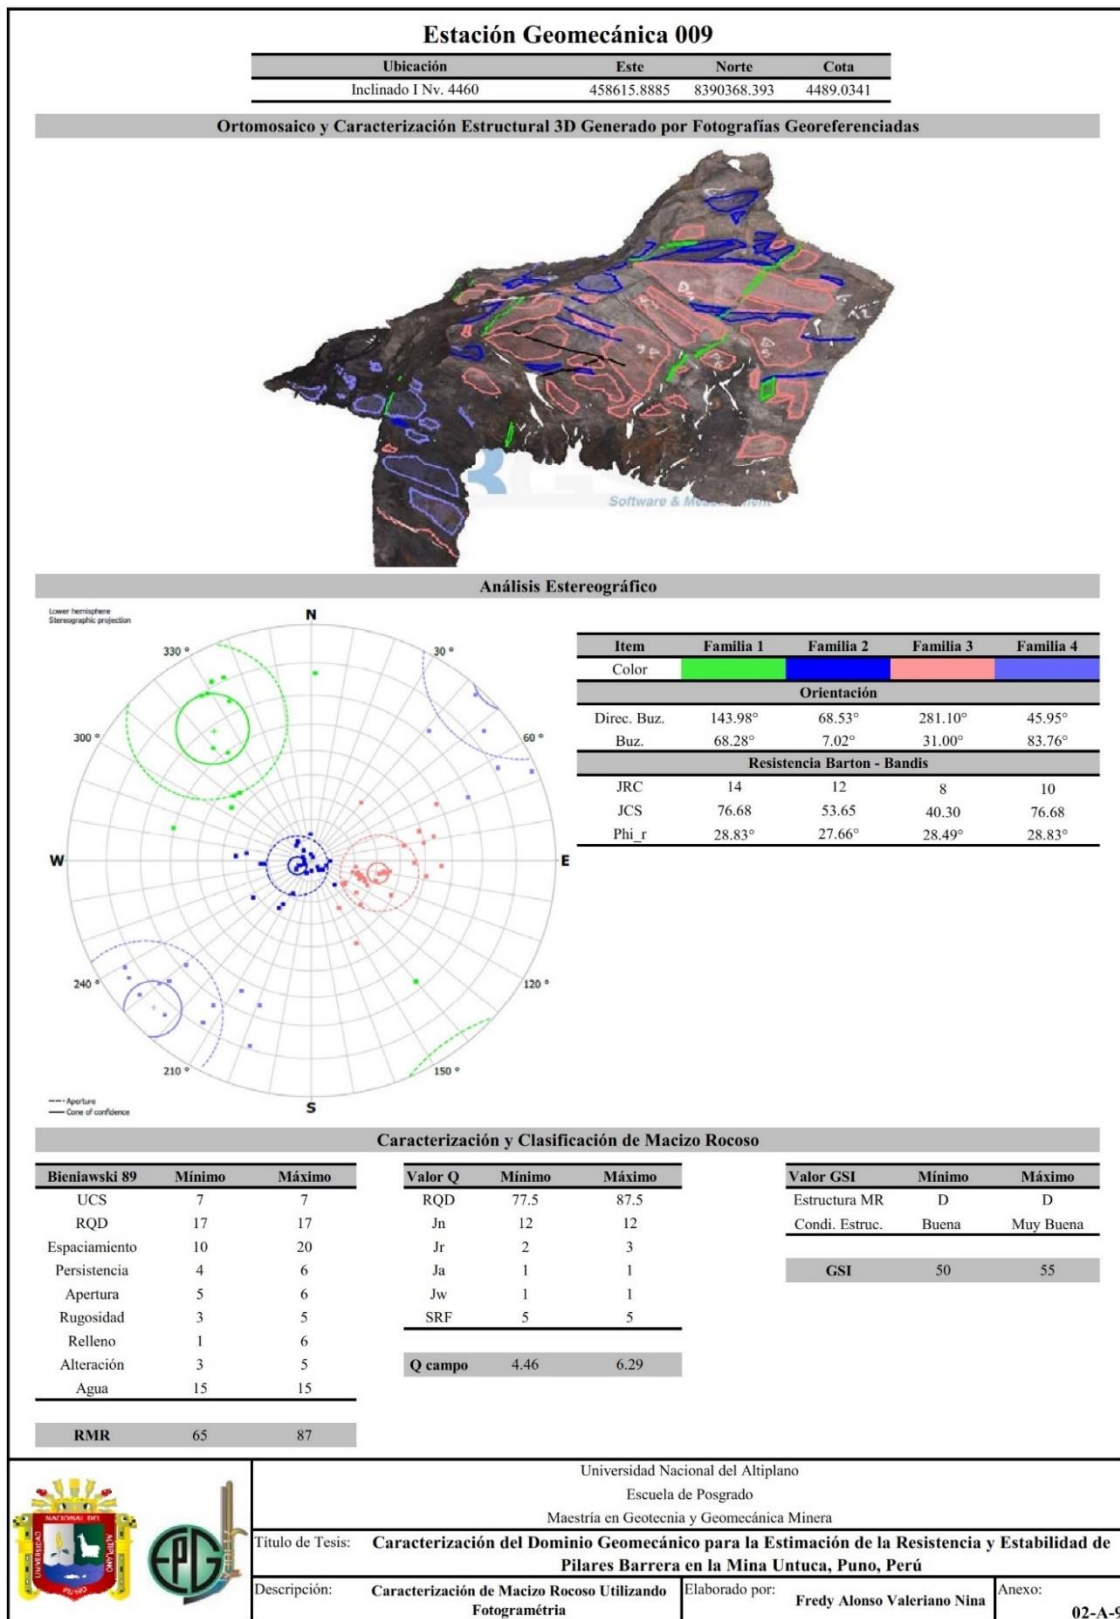 Estación Geomecánica 009
Ubicación Este Norte Cota
Inclinado I Nv. 4460 458615.8885 8390368.393 4489.0341
Ortomosaico y Caracterización Estructural 3D Generado por Fotografías Georeferenciadas
Software &
Análisis Estereográfico
Lower hemisphere
Stereographic projection
N
330 °
30 °
300 °
60 °
W
E
240 °
120 °
210 °
150 °
S
Aperture
Cone of confidence
Item Familia 1 Familia 2 Familia 3 Familia 4
Color
Orientación
Direc. Buz. 143.98° 68.53° 281.10° 45.95°
Buz. 68.28° 7.02° 31.00° 83.76°
Resistencia Barton - Bandis
JRC 14 12 8 10
JCS 76.68 53.65 40.30 76.68
Phi_r 28.83° 27.66° 28.49° 28.83°
Caracterización y Clasificación de Macizo Rocoso
Bieniawski 89 Mínimo Máximo
UCS 7 7
RQD 17 17
Espaciamiento 10 20
Persistencia 4 6
Apertura 5 6
Rugosidad 3 5
Relleno 1 6
Alteración 3 5
Agua 15 15
RMR 65 87
Valor Q Mínimo Máximo
RQD 77.5 87.5
Jn 12 12
Jr 2 3
Ja 1 1
Jw 1 1
SRF 5 5
Q campo 4.46 6.29
Valor GSI Mínimo Máximo
Estructura MR D D
Condi. Estruc. Buena Muy Buena
GSI 50 55
Universidad Nacional del Altiplano
Escuela de Posgrado
Maestría en Geotecnia y Geomecánica Minera
Título de Tesis: Caracterización del Dominio Geomecánico para la Estimación de la Resistencia y Estabilidad de
Pilares Barrera en la Mina Untuca, Puno, Perú
Descripción: Caracterización de Macizo Rocoso Utilizando
Fotogramétria
Elaborado por: Fredy Alonso Valeriano Nina
Anexo:
NACIONAL DEL
UNIVERSIDAD
ALTIPLANO
PUNO
EPG